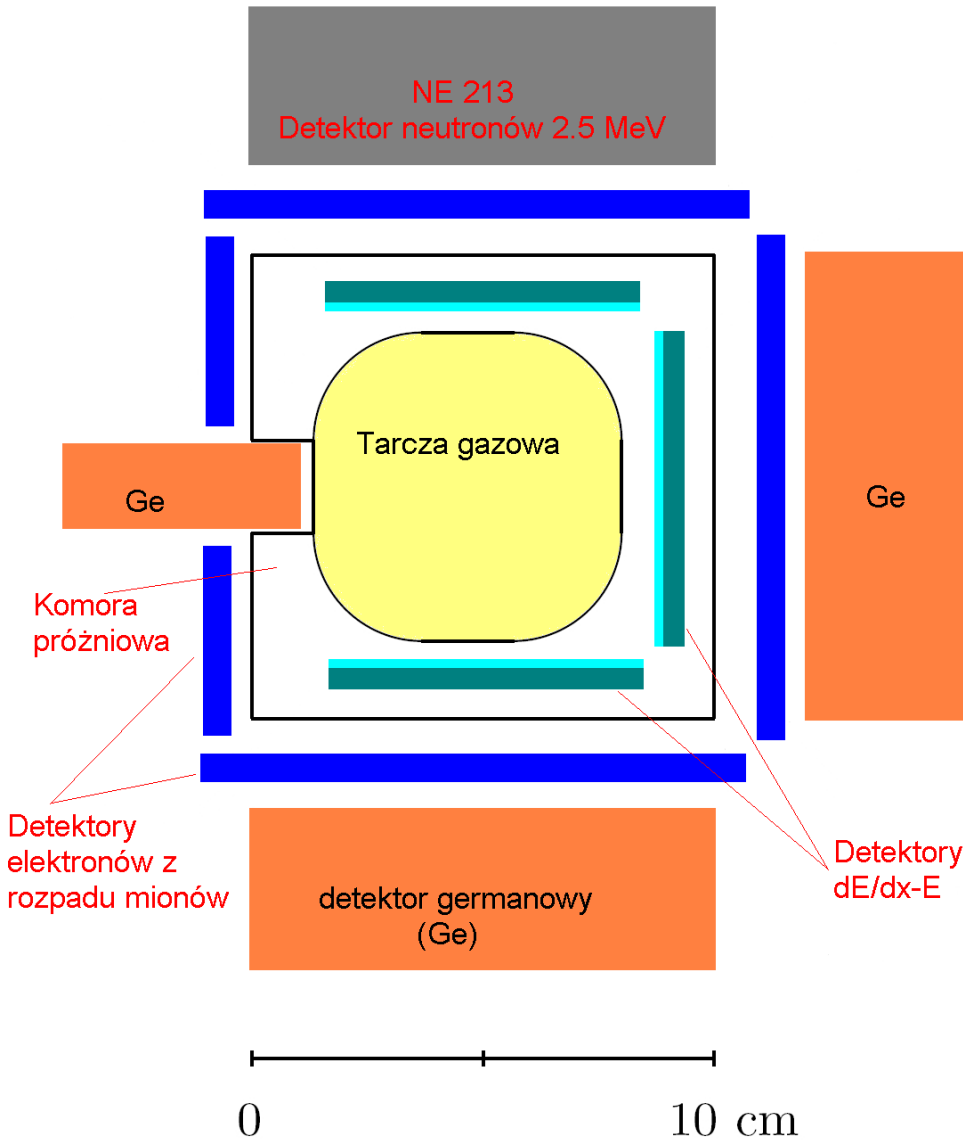 NE 213
Detektor neutronów 2.5 MeV
Tarcza gazowa
Ge
Ge
Komora
próżniowa
Detektory
elektronów z
rozpadu mionów
Detektory
dE/dx-E
detektor germanowy
(Ge)
0
10 cm